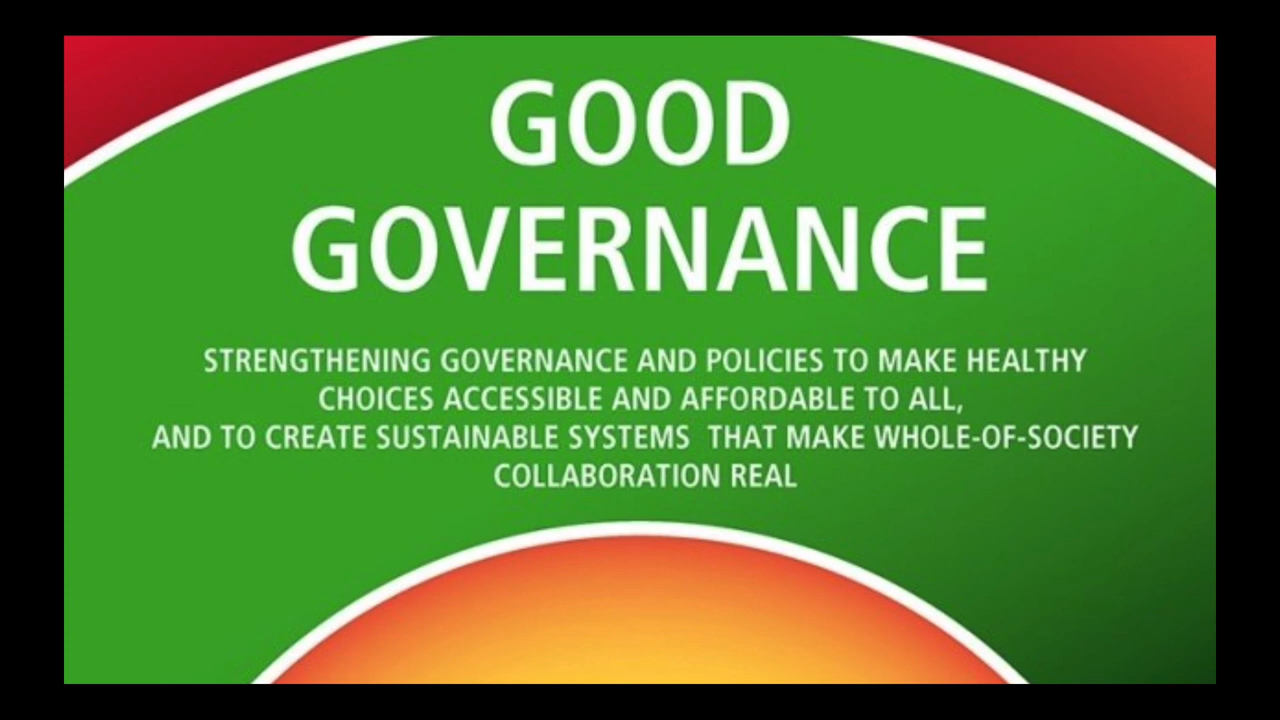 GOOD
GOVERNANCE
STRENGTHENING GOVERNANCE AND POLICIES TO MAKE HEALTHY
CHOICES ACCESSIBLE AND AFFORDABLE TO ALL,
AND TO CREATE SUSTAINABLE SYSTEMS THAT MAKE WHOLE-OF-SOCIETY
COLLABORATION REAL